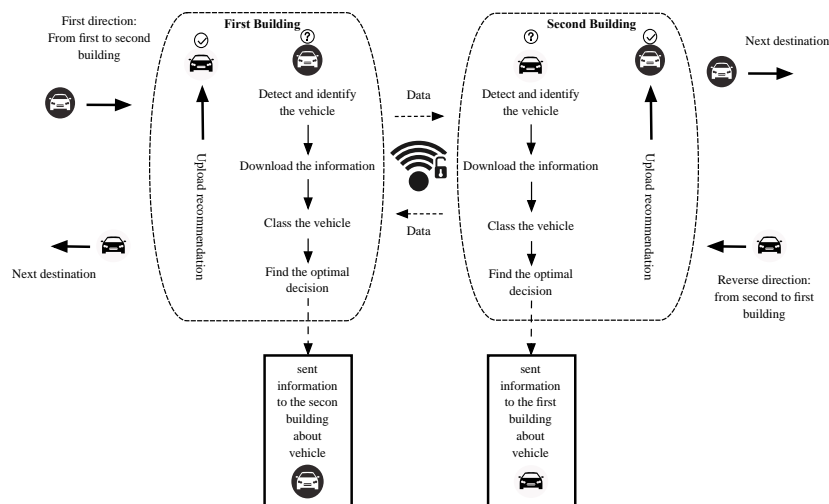 First direction:
From first to second
building
First Building
?
Detect and identify
the vehicle
Download the information
Class the vehicle
Find the optimal
decision
Upload recommendation
Next destination
Data
Data
Second Building
?
Detect and identify
the vehicle
Download the information
Class the vehicle
Find the optimal
decision
Upload recommendation
Next destination
Reverse direction:
from second to first
building
sent
information
to the secon
building
about
vehicle
sent
information
to the first
building
about
vehicle